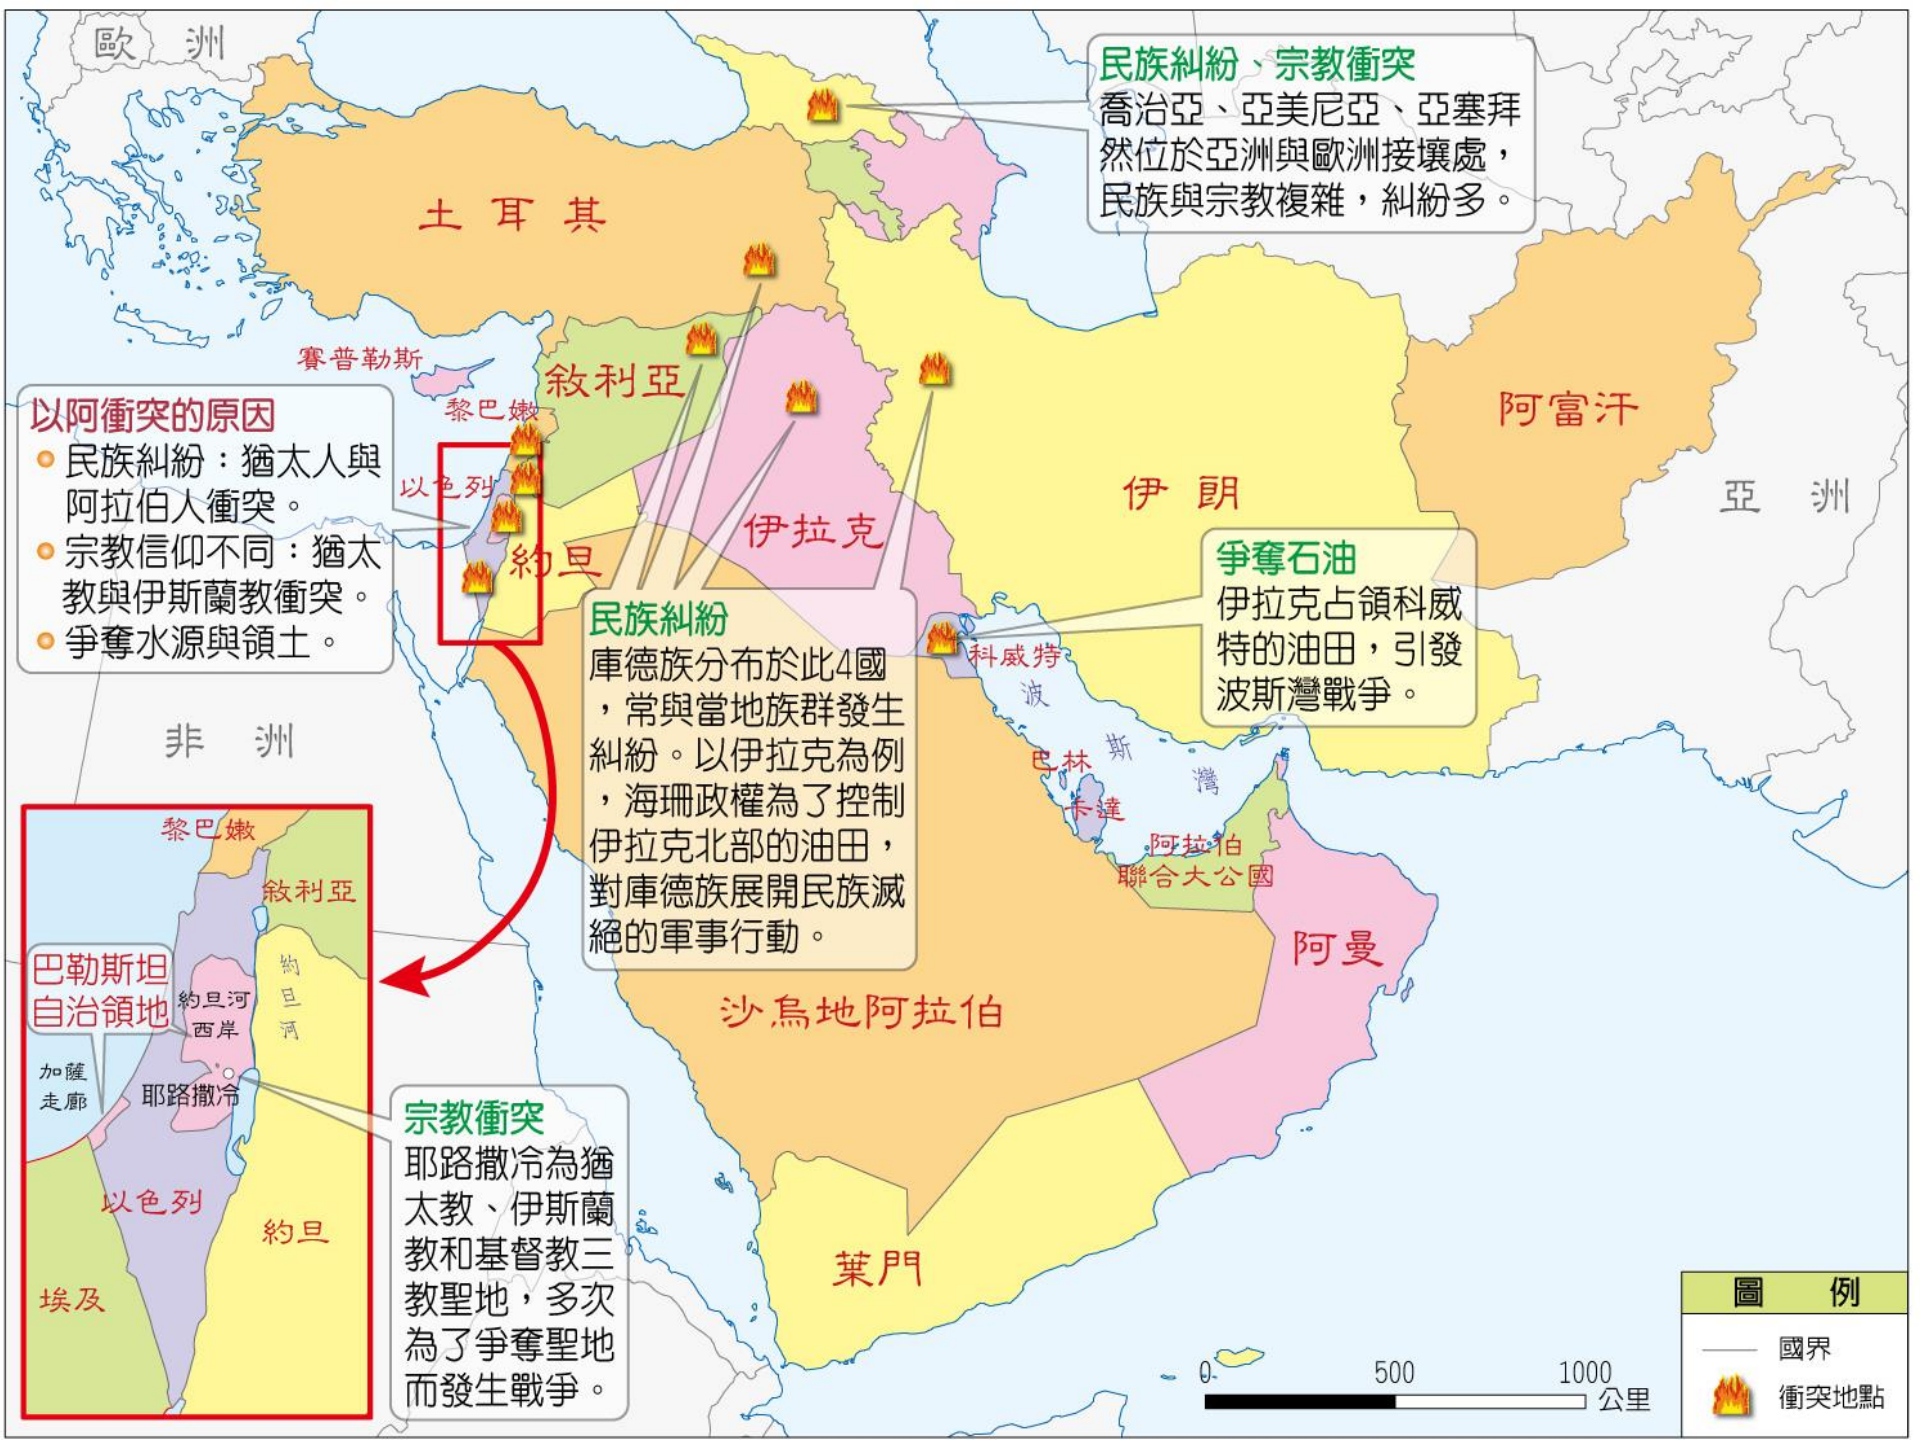 歐洲
民族糾紛、宗教衝突
喬治亞、亞美尼亞、亞塞拜
然位於亞洲與歐洲接壤處，
民族與宗教複雜，糾紛多。
土耳其
賽普勒斯
敘利亞
黎巴嫩
以色列
約旦
伊拉克
伊朗
阿富汗
亞洲
以阿衝突的原因
民族糾紛：猶太人與
阿拉伯人衝突。
宗教信仰不同：猶太
教與伊斯蘭教衝突。
爭奪水源與領土。
爭奪石油
伊拉克占領科威
特的油田，引發
波斯灣戰爭。
民族糾紛
庫德族分布於此4國
，常與當地族群發生
糾紛。以伊拉克為例
，海珊政權為了控制
伊拉克北部的油田，
對庫德族展開民族滅
絕的軍事行動。
科威特
波斯灣
巴林
卡達
阿拉伯
聯合大公國
阿曼
沙烏地阿拉伯
葉門
非洲
黎巴嫩
敘利亞
巴勒斯坦
自治領地
約旦河
西岸
約旦河
加薩
走廊
耶路撒冷
以色列
約旦
埃及
宗教衝突
耶路撒冷為猶
太教、伊斯蘭
教和基督教三
教聖地，多次
為了爭奪聖地
而發生戰爭。
0 500 1000
公里
圖例
國界
衝突地點